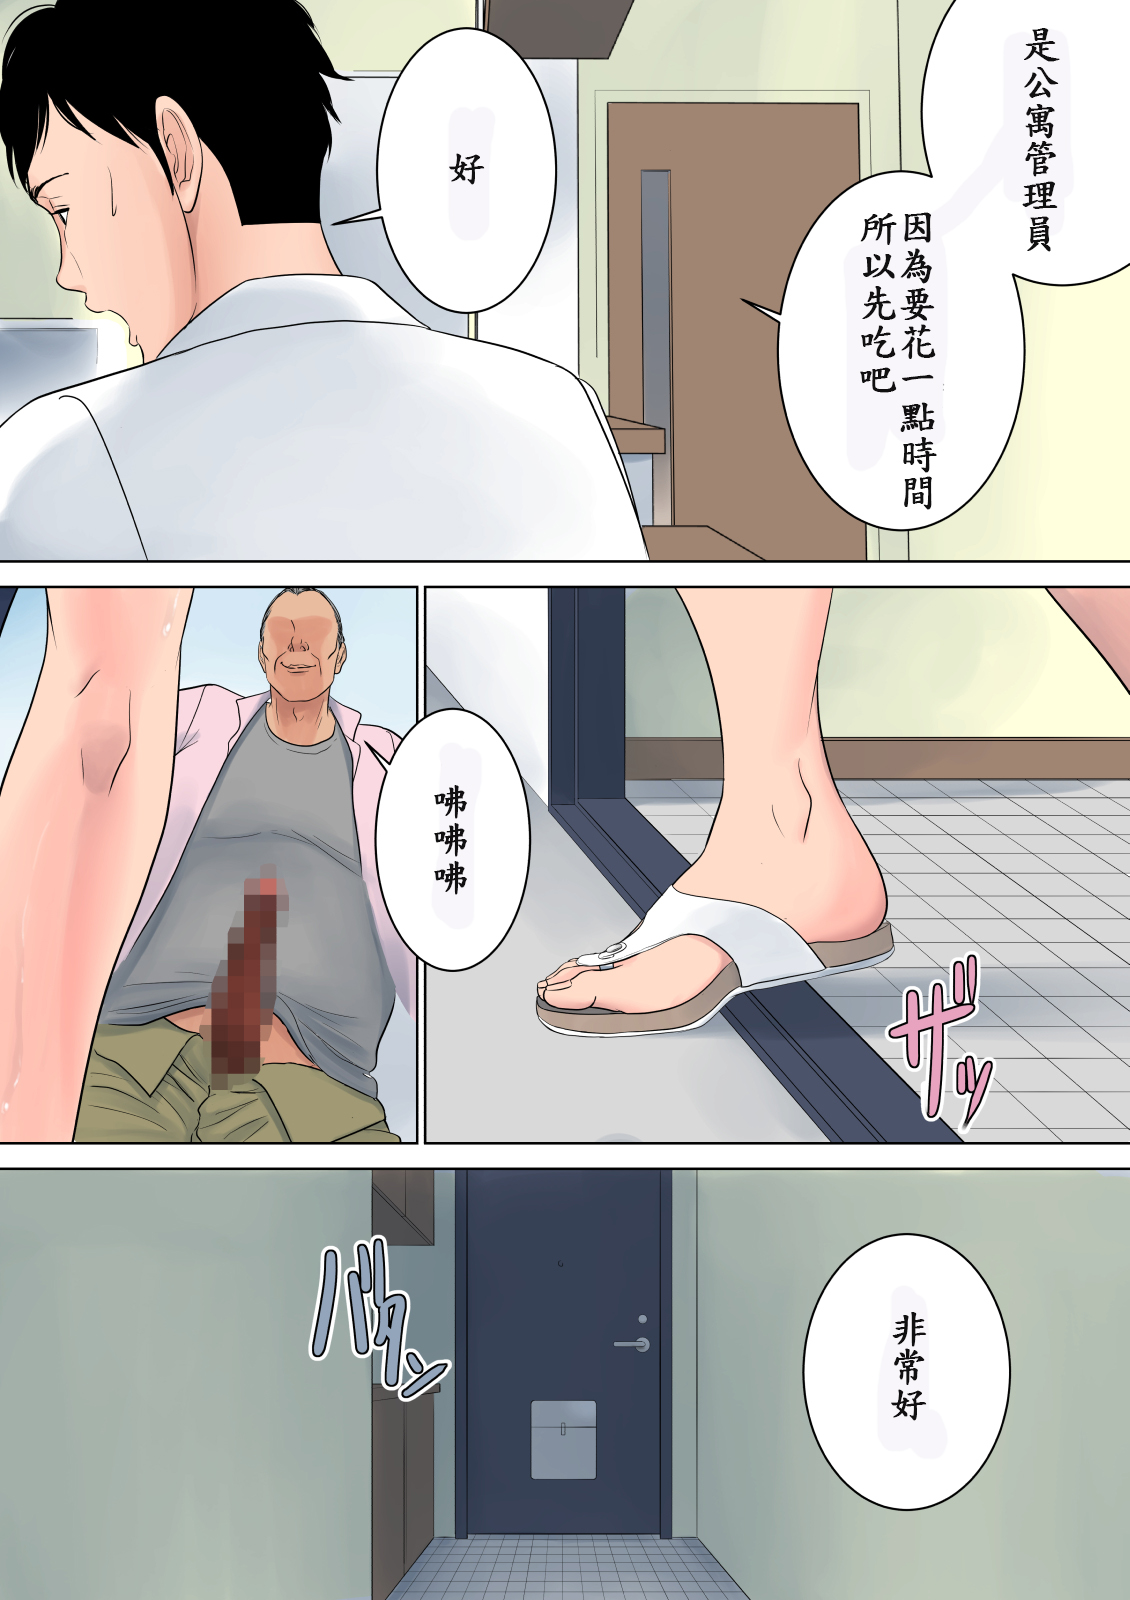 是公寓管理員
因為要花一點時間
所以先吃吧
好
ザッ
咈咈咈
非常好
バタン